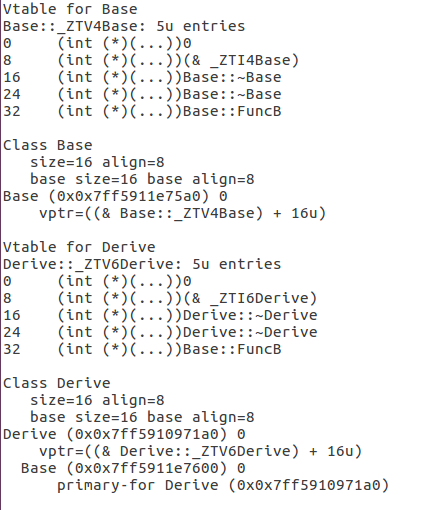 Vtable for Base
Base::_ZTV4Base: 5u entries
0     (int (*)(...))0
8     (int (*)(...))(& _ZTI4Base)
16    (int (*)(...))Base::~Base
24    (int (*)(...))Base::~Base
32    (int (*)(...))Base::FuncB

Class Base
   size=16 align=8
   base size=16 base align=8
Base (0x0x7ff5911e75a0) 0
    vptr=((& Base::_ZTV4Base) + 16u)

Vtable for Derive
Derive::_ZTV6Derive: 5u entries
0     (int (*)(...))0
8     (int (*)(...))(& _ZTI6Derive)
16    (int (*)(...))Derive::~Derive
24    (int (*)(...))Derive::~Derive
32    (int (*)(...))Base::FuncB

Class Derive
   size=16 align=8
   base size=16 base align=8
Derive (0x0x7ff5910971a0) 0
    vptr=((& Derive::_ZTV6Derive) + 16u)
  Base (0x0x7ff5911e7600) 0
      primary-for Derive (0x0x7ff5910971a0)